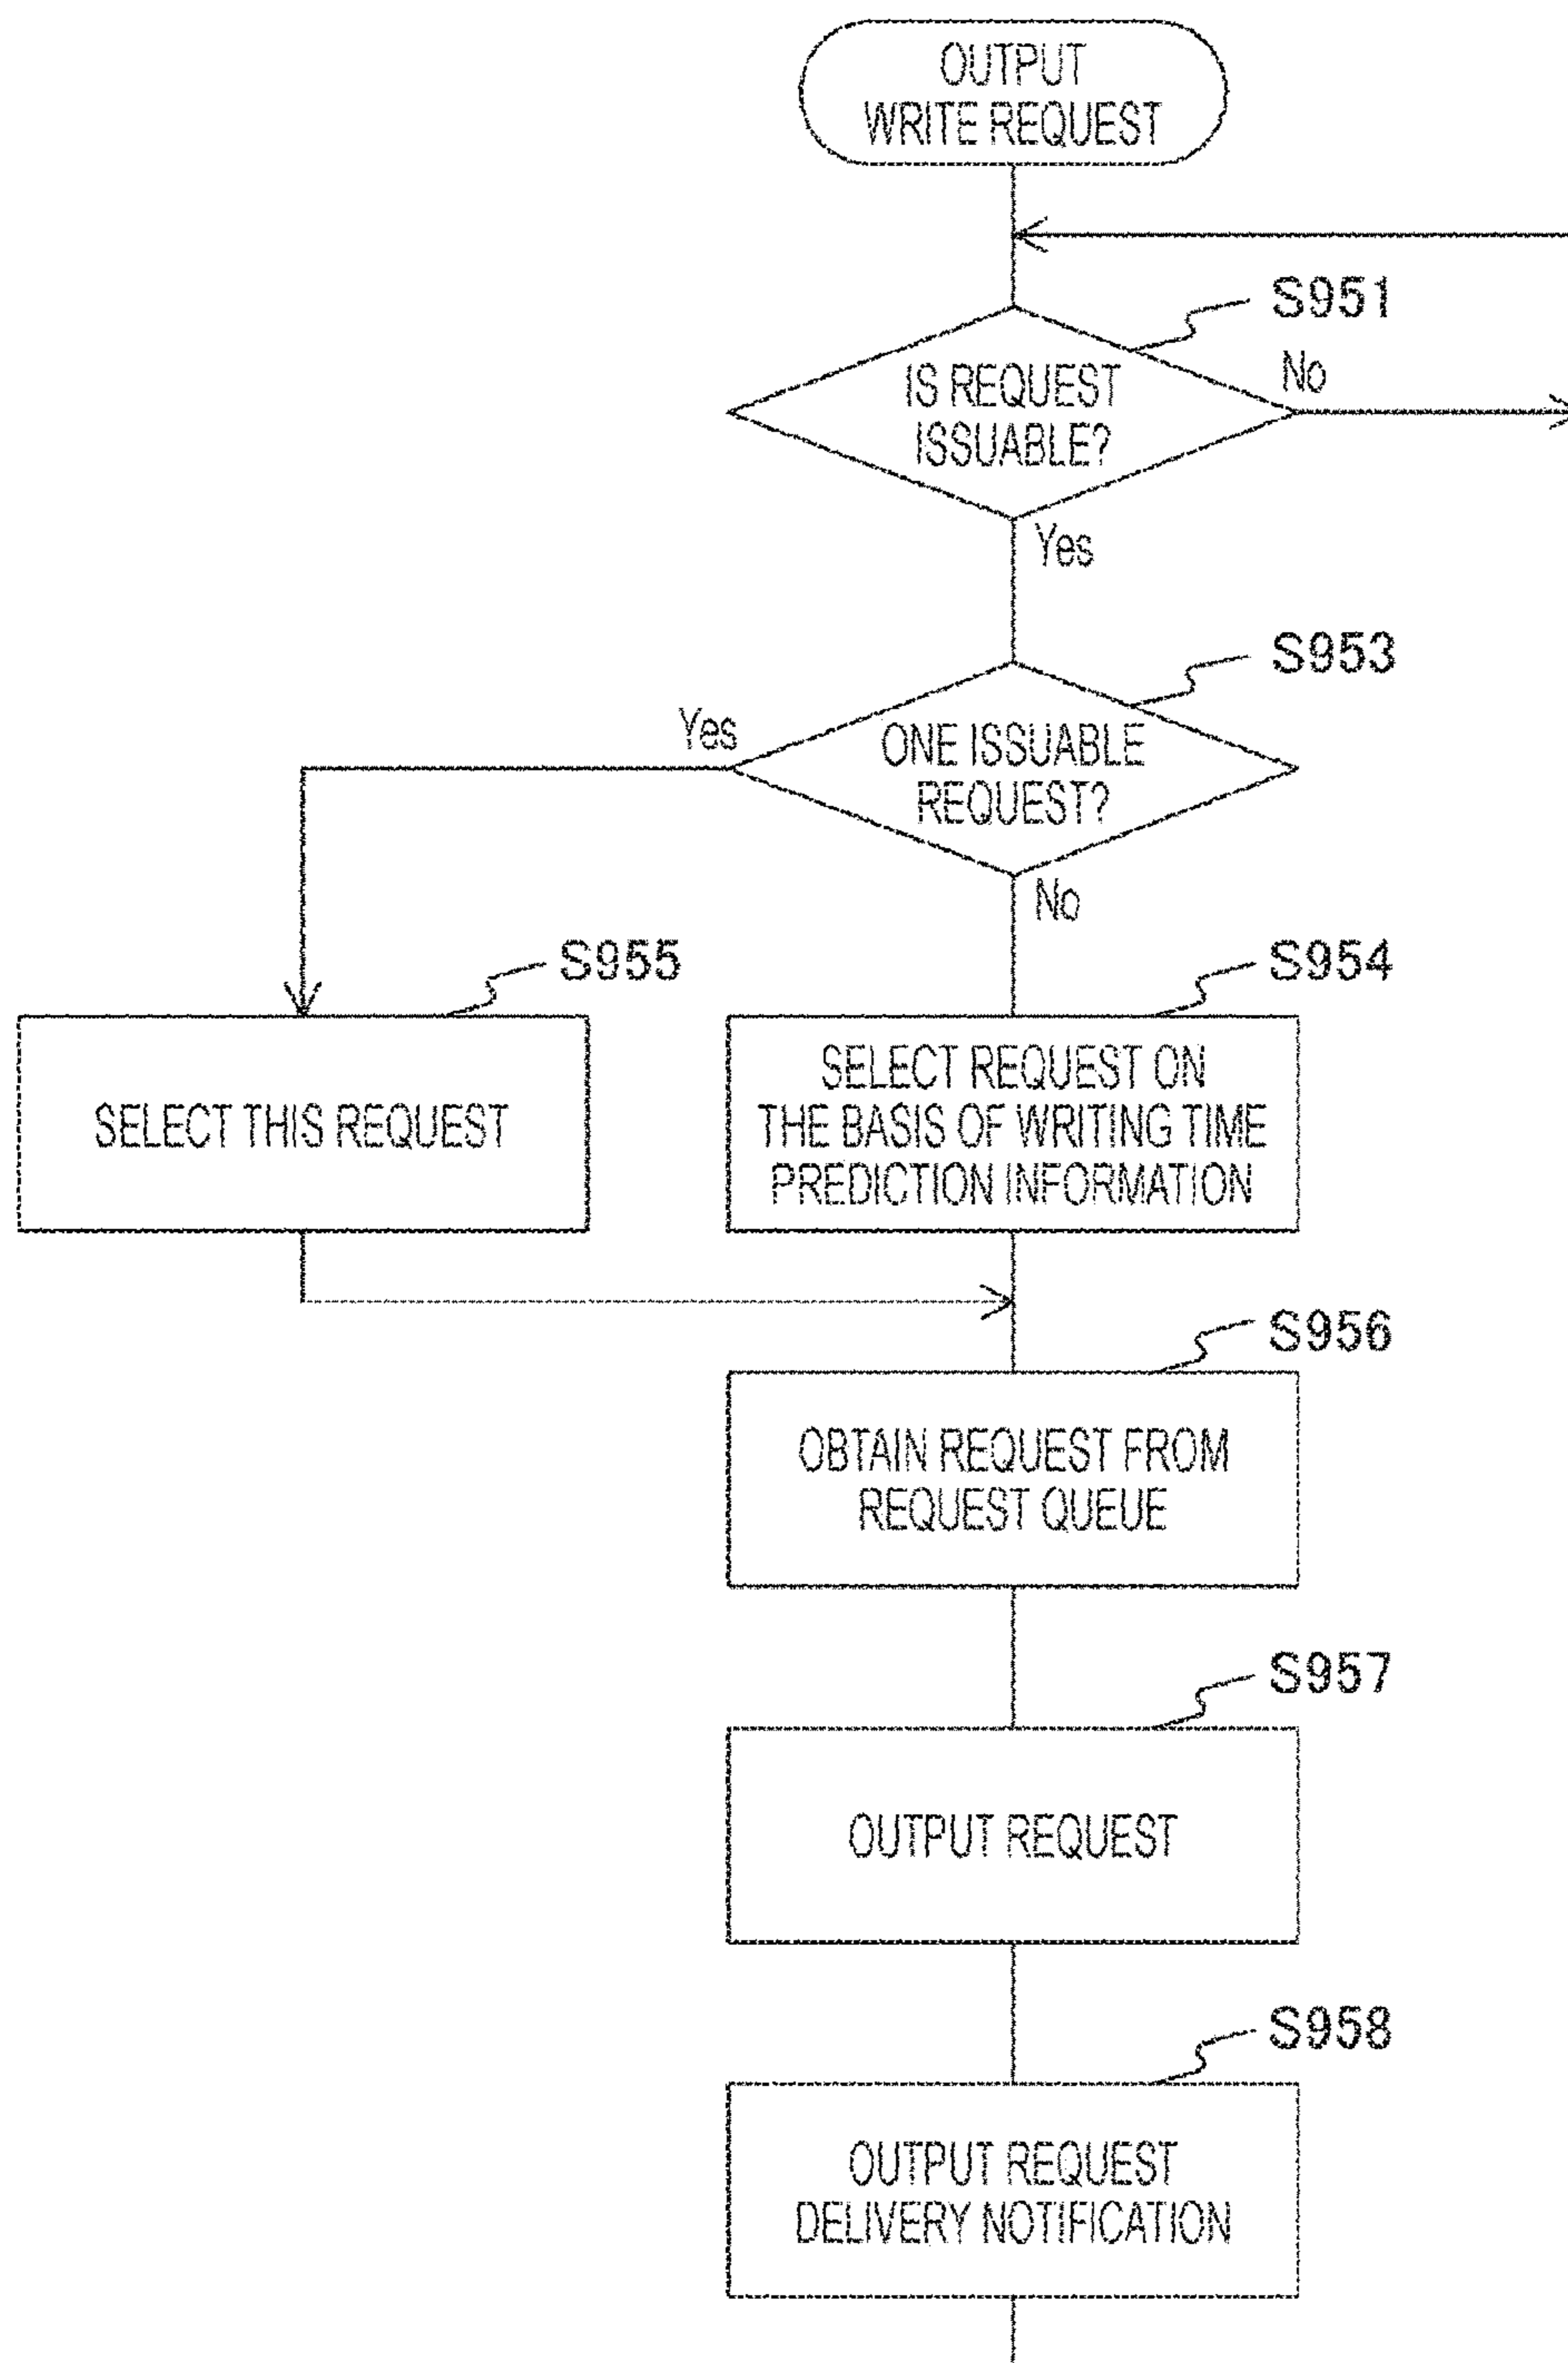 OUTPUT
WRITE REQUEST
S951
IS REQUEST
ISSUABLE?
No
Yes
S953
Yes
ONE ISSUABLE
REQUEST?
No
S955
S954
SELECT THIS REQUEST
SELECT REQUEST ON
THE BASIS OF WRITING TIME
PREDICTION INFORMATION
S956
OBTAIN REQUEST FROM
REQUEST QUEUE
S957
OUTPUT REQUEST
S958
OUTPUT REQUEST
DELIVERY NOTIFICATION